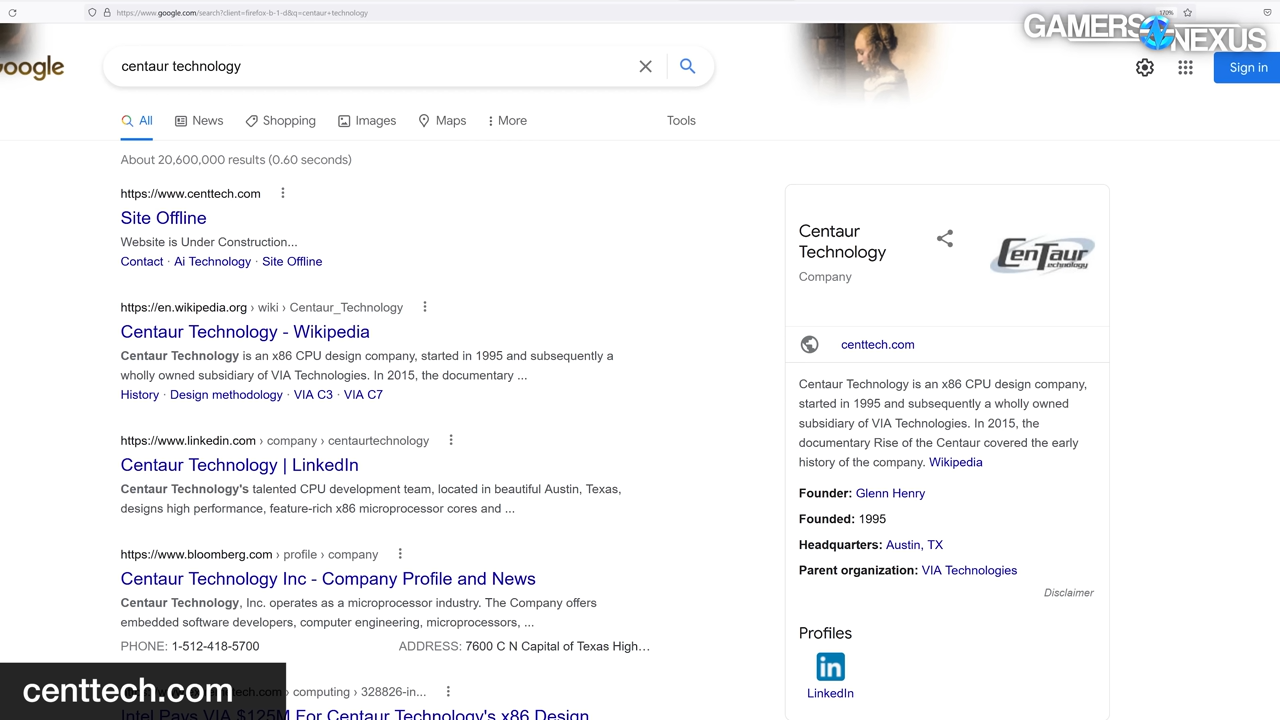 https://www.google.com/search?client=firefox-b-1-d&q=centaur+technology
170%
GAMERS NEXUS
oogle
centaur technology
Sign in
All
News
Shopping
Images
Maps
More
Tools
About 20,600,000 results (0.60 seconds)
https://www.centtech.com
Site Offline
Website is Under Construction...
Contact · Ai Technology · Site Offline
https://en.wikipedia.org › wiki › Centaur_Technology
Centaur Technology - Wikipedia
Centaur Technology is an x86 CPU design company, started in 1995 and subsequently a
wholly owned subsidiary of VIA Technologies. In 2015, the documentary ...
History · Design methodology · VIA C3 · VIA C7
https://www.linkedin.com › company › centaurtechnology
Centaur Technology | LinkedIn
Centaur Technology's talented CPU development team, located in beautiful Austin, Texas,
designs high performance, feature-rich x86 microprocessor cores and ...
https://www.bloomberg.com › profile › company
Centaur Technology Inc - Company Profile and News
Centaur Technology, Inc. operates as a microprocessor industry. The Company offers
embedded software developers, computer engineering, microprocessors, ...
PHONE: 1-512-418-5700
ADDRESS: 7600 C N Capital of Texas High…
› computing › 328826-in...
Intel Pays VIA $125M For Centaur Technology's x86 Design
centtech.com
Centaur
Technology
Company
CenTaur
technology
centtech.com
Centaur Technology is an x86 CPU design company,
started in 1995 and subsequently a wholly owned
subsidiary of VIA Technologies. In 2015, the
documentary Rise of the Centaur covered the early
history of the company. Wikipedia
Founder: Glenn Henry
Founded: 1995
Headquarters: Austin, TX
Parent organization: VIA Technologies
Disclaimer
Profiles
in
LinkedIn